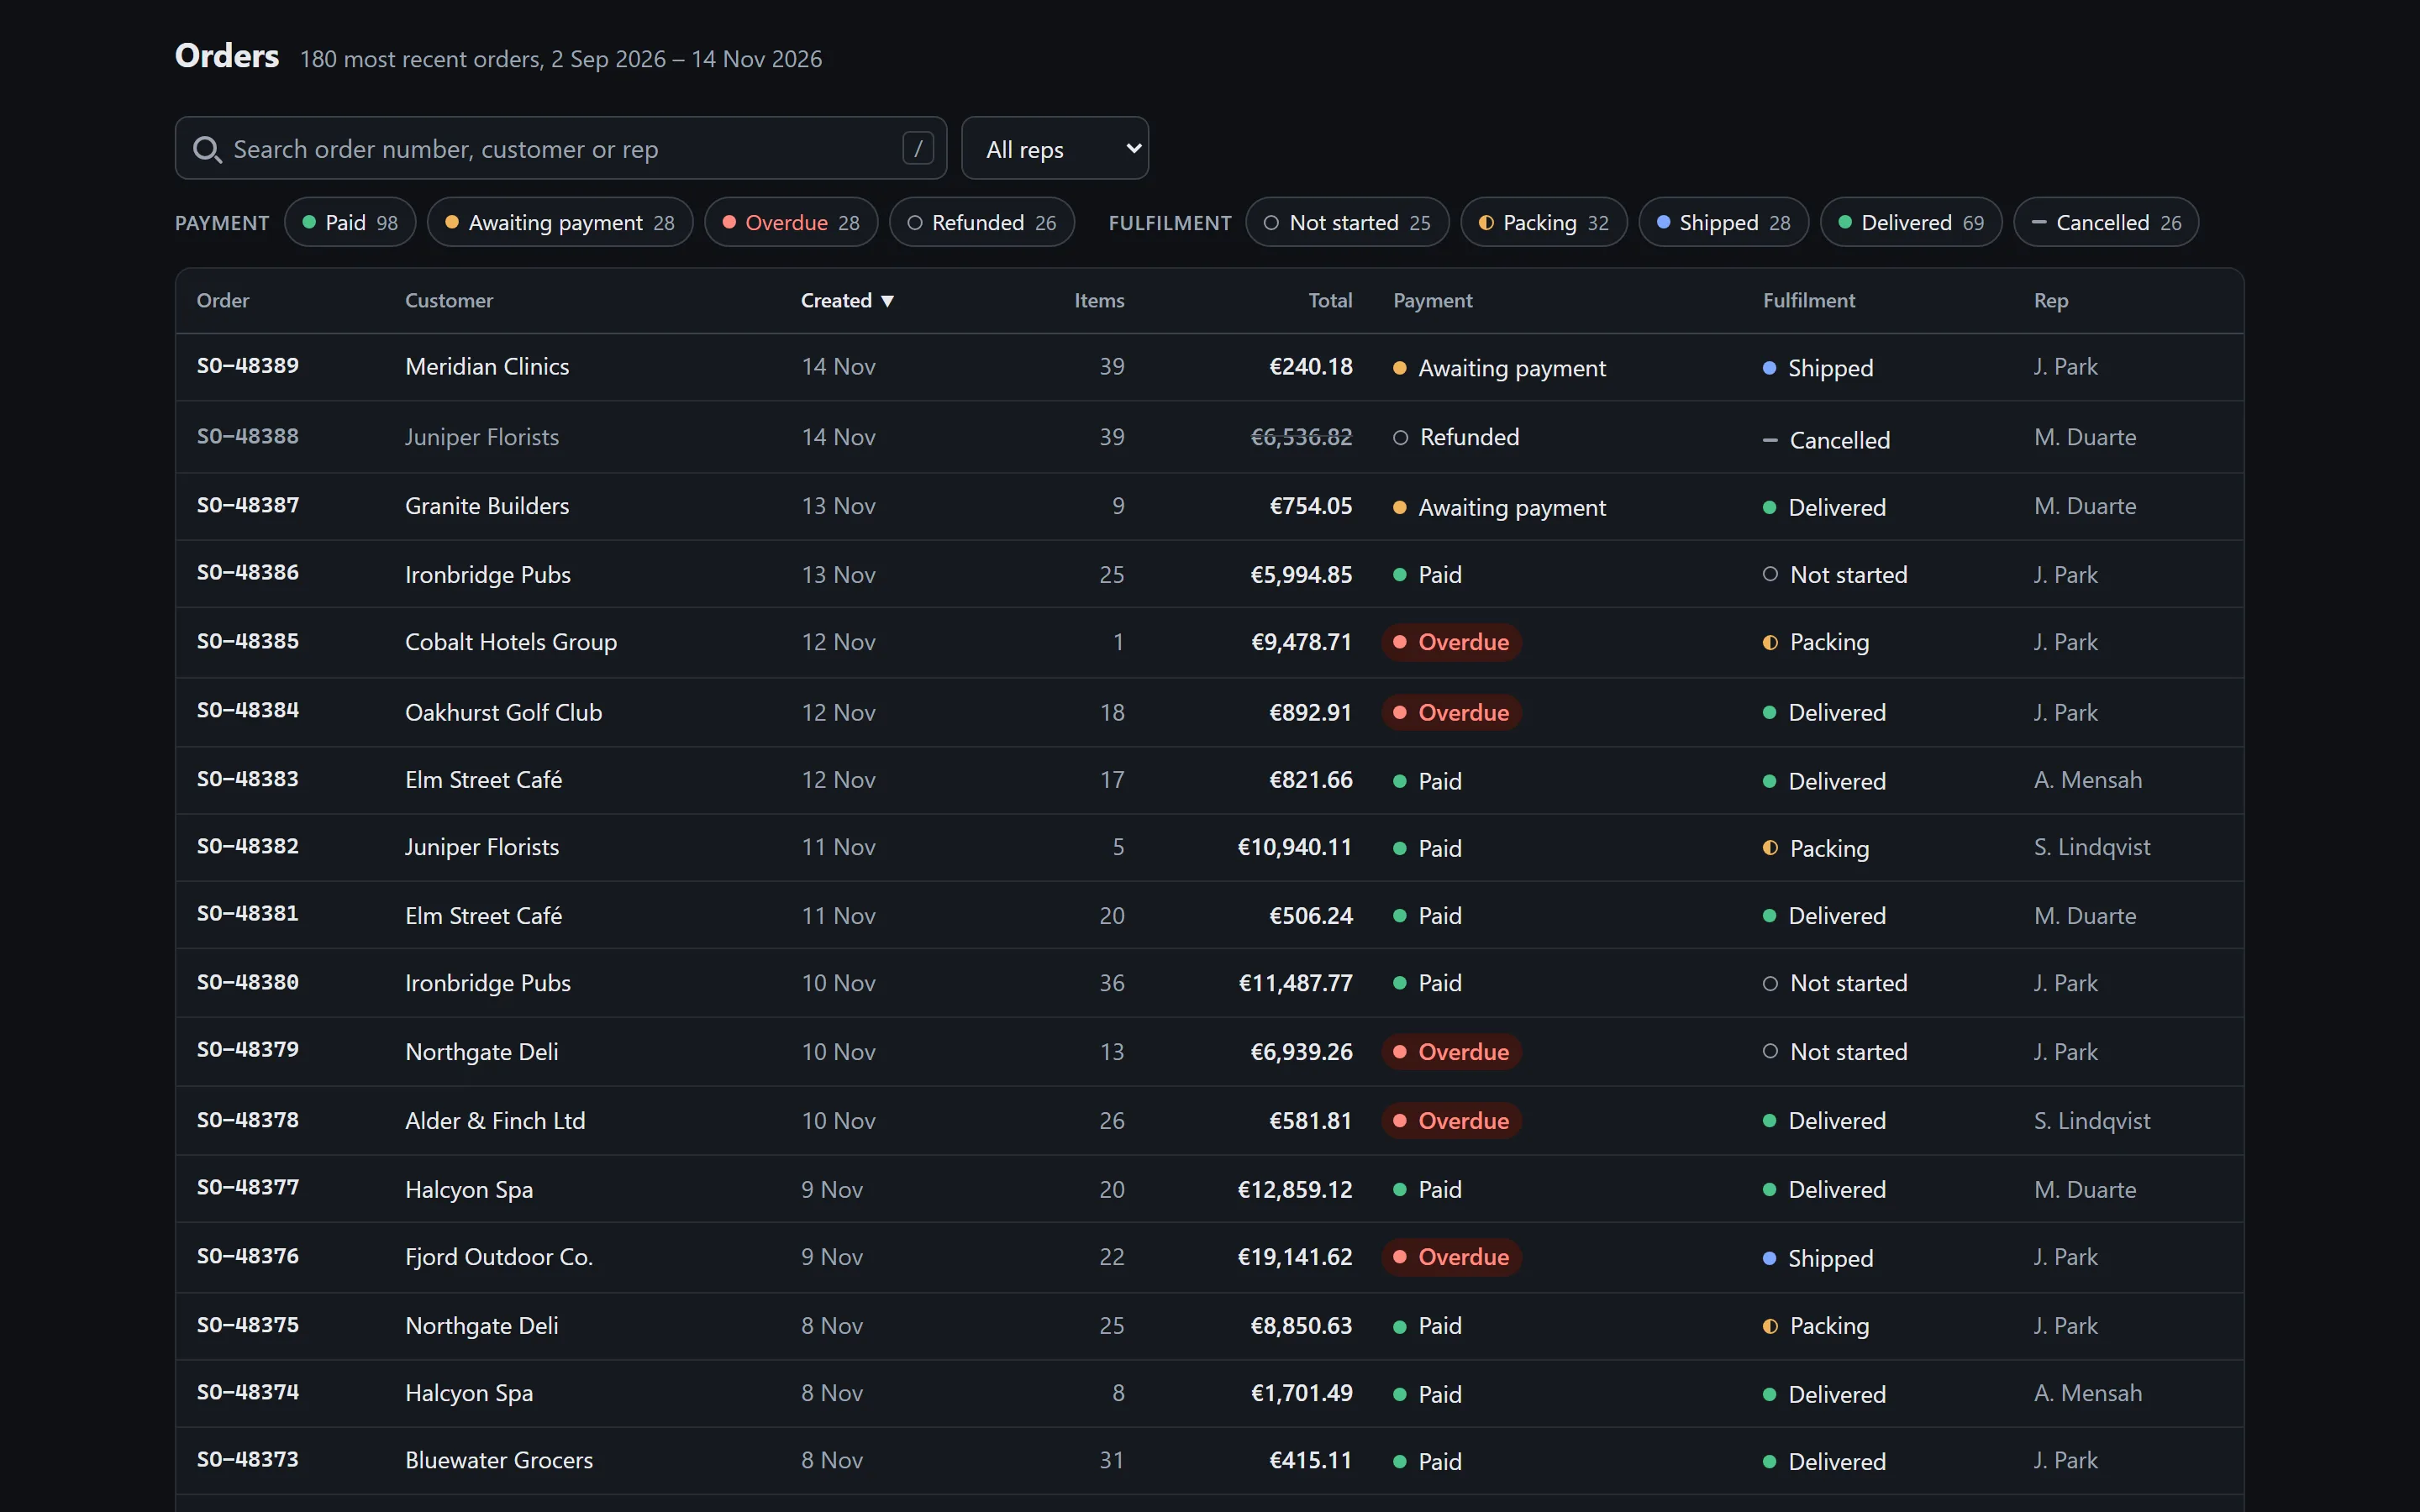 Orders 180 most recent orders, 2 Sep 2026 – 14 Nov 2026
Search order number, customer or rep / All reps
PAYMENT Paid 98 Awaiting payment 28 Overdue 28 Refunded 26 FULFILMENT Not started 25 Packing 32 Shipped 28 Delivered 69 Cancelled 26
Order Customer Created ▼ Items Total Payment Fulfilment Rep
SO-48389 Meridian Clinics 14 Nov 39 €240.18 Awaiting payment Shipped J. Park
SO-48388 Juniper Florists 14 Nov 39 €6,536.82 Refunded Cancelled M. Duarte
SO-48387 Granite Builders 13 Nov 9 €754.05 Awaiting payment Delivered M. Duarte
SO-48386 Ironbridge Pubs 13 Nov 25 €5,994.85 Paid Not started J. Park
SO-48385 Cobalt Hotels Group 12 Nov 1 €9,478.71 Overdue Packing J. Park
SO-48384 Oakhurst Golf Club 12 Nov 18 €892.91 Overdue Delivered J. Park
SO-48383 Elm Street Café 12 Nov 17 €821.66 Paid Delivered A. Mensah
SO-48382 Juniper Florists 11 Nov 5 €10,940.11 Paid Packing S. Lindqvist
SO-48381 Elm Street Café 11 Nov 20 €506.24 Paid Delivered M. Duarte
SO-48380 Ironbridge Pubs 10 Nov 36 €11,487.77 Paid Not started J. Park
SO-48379 Northgate Deli 10 Nov 13 €6,939.26 Overdue Not started J. Park
SO-48378 Alder & Finch Ltd 10 Nov 26 €581.81 Overdue Delivered S. Lindqvist
SO-48377 Halcyon Spa 9 Nov 20 €12,859.12 Paid Delivered M. Duarte
SO-48376 Fjord Outdoor Co. 9 Nov 22 €19,141.62 Overdue Shipped J. Park
SO-48375 Northgate Deli 8 Nov 25 €8,850.63 Paid Packing J. Park
SO-48374 Halcyon Spa 8 Nov 8 €1,701.49 Paid Delivered A. Mensah
SO-48373 Bluewater Grocers 8 Nov 31 €415.11 Paid Delivered J. Park